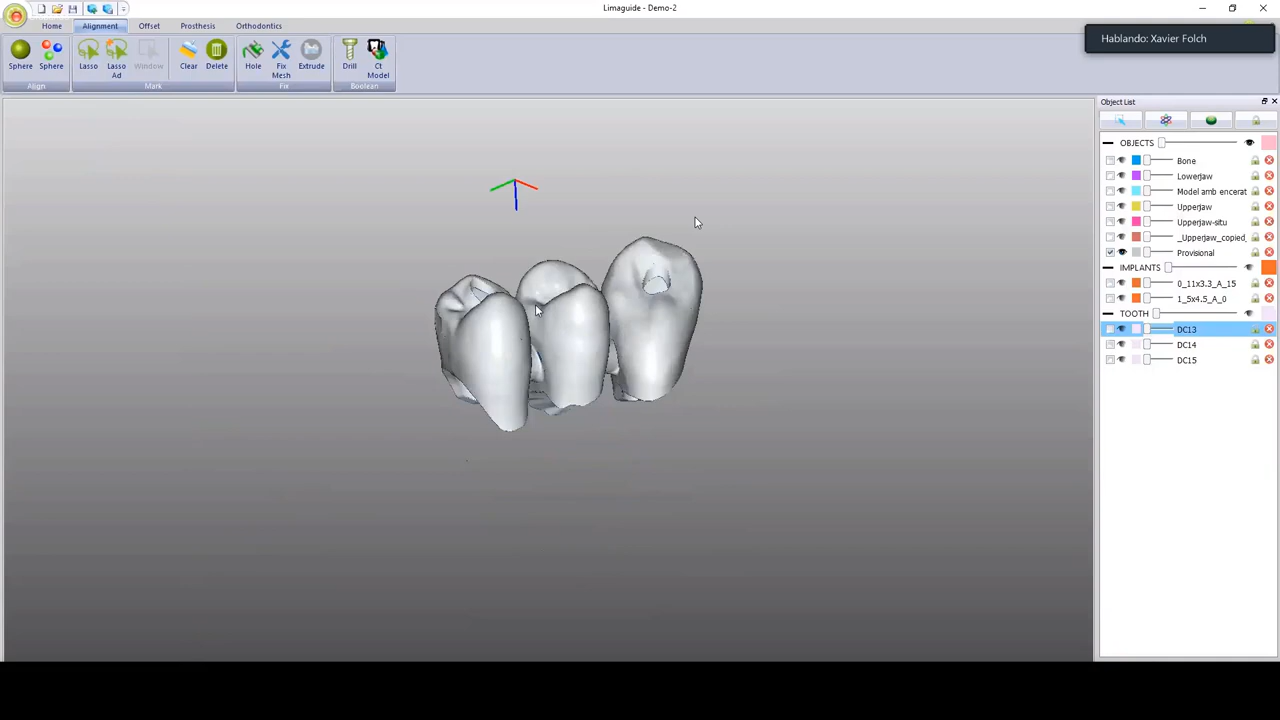 Limaguide - Demo-2
Home Alignment Offset Prosthesis Orthodontics
Hablando: Xavier Folch
Sphere Sphere Lasso Lasso Ad Window Clear Delete Hole Fix Mesh Extrude Drill Ct Model
Align Mark Fix Boolean
Object List
OBJECTS
Bone
Lowerjaw
Model amb encerat
Upperjaw
Upperjaw-situ
_Upperjaw_copied_
Provisional
IMPLANTS
0_11x3.3_A_15
1_5x4.5_A_0
TOOTH
DC13
DC14
DC15